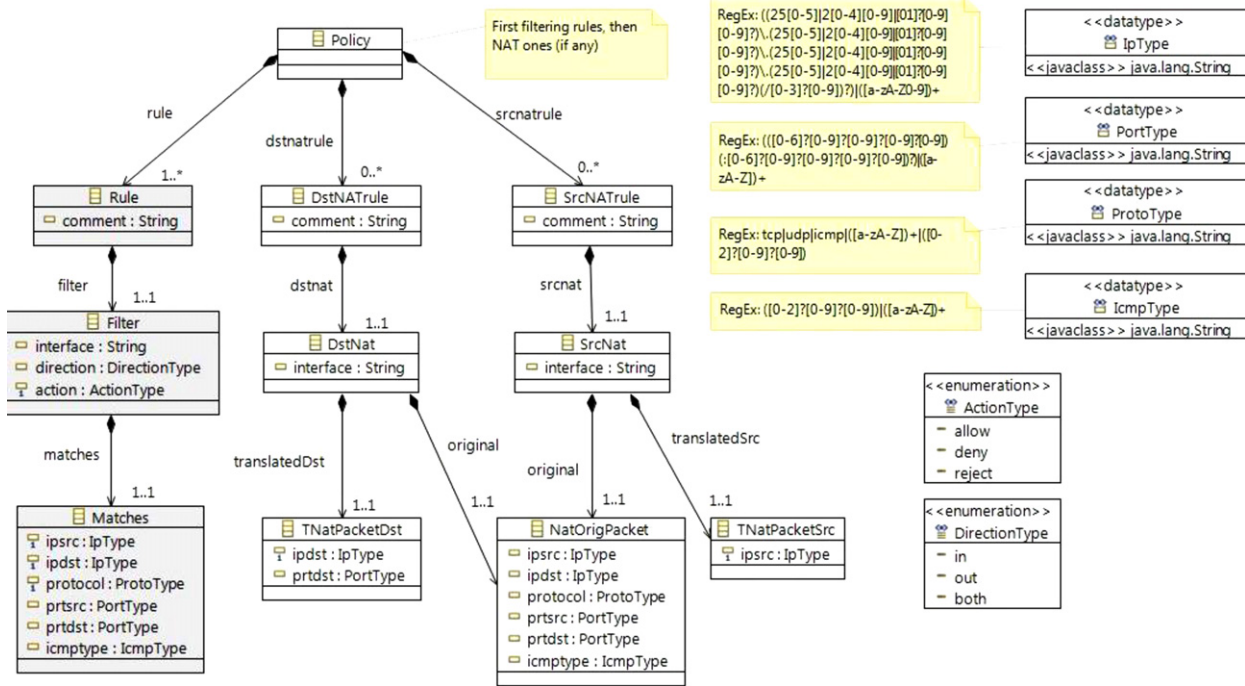 Policy
First filtering rules, then
NAT ones (if any)
rule
dstnatrule
srcnatrule
1..*
0..*
0..*
Rule
comment : String
DstNATrule
comment : String
SrcNATrule
comment : String
filter
dstnat
srcnat
1..1
1..1
1..1
Filter
interface : String
direction : DirectionType
action : ActionType
DstNat
interface : String
SrcNat
interface : String
matches
translatedDst
original
original
translatedSrc
1..1
1..1
1..1
1..1
1..1
Matches
ipsrc : IpType
ipdst : IpType
protocol : ProtoType
prtsrc : PortType
prtdst : PortType
icmptype : IcmpType
TNatPacketDst
ipdst : IpType
prtdst : PortType
NatOrigPacket
ipsrc : IpType
ipdst : IpType
protocol : ProtoType
prtsrc : PortType
prtdst : PortType
icmptype : IcmpType
TNatPacketSrc
ipsrc : IpType
RegEx: ((25[0-5]|2[0-4][0-9]|[01]?[0-9]
[0-9]?)\.(25[0-5]|2[0-4][0-9]|[01]?[0-9]
[0-9]?)\.(25[0-5]|2[0-4][0-9]|[01]?[0-9]
[0-9]?)\.(25[0-5]|2[0-4][0-9]|[01]?[0-9]
[0-9]?)(/[0-3]?[0-9])?)|([a-zA-Z0-9])+
<<datatype>>
IpType
<<javaclass>> java.lang.String
RegEx: (([0-6]?[0-9]?[0-9]?[0-9]?[0-9])
(:[0-6]?[0-9]?[0-9]?[0-9]?[0-9])?)|([a-
zA-Z])+
<<datatype>>
PortType
<<javaclass>> java.lang.String
RegEx: tcp|udp|icmp|([a-zA-Z])+|([0-
2]?[0-9]?[0-9])
<<datatype>>
ProtoType
<<javaclass>> java.lang.String
RegEx: ([0-2]?[0-9]?[0-9])|([a-zA-Z])+
<<datatype>>
IcmpType
<<javaclass>> java.lang.String
<<enumeration>>
ActionType
allow
deny
reject
<<enumeration>>
DirectionType
in
out
both